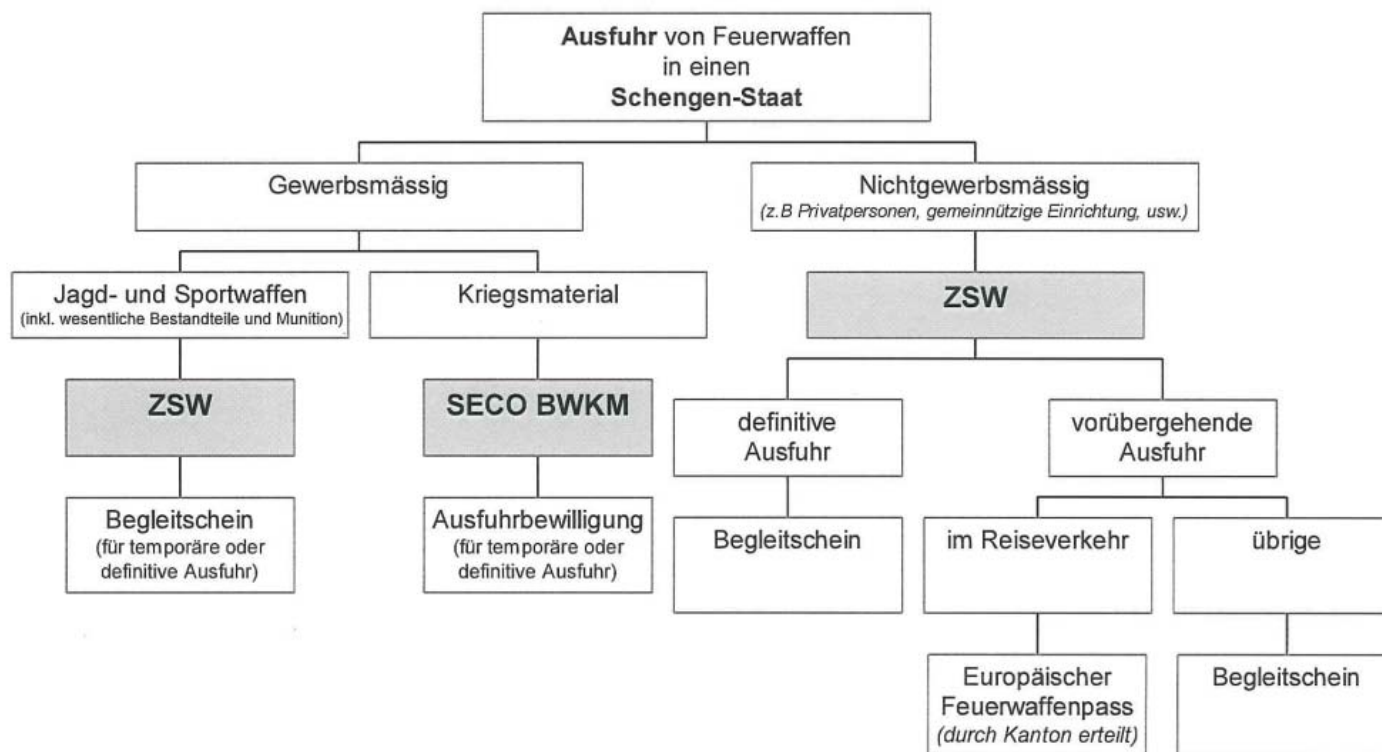 Ausfuhr von Feuerwaffen
in einen
Schengen-Staat
Gewerbsmässig
Nichtgewerbsmässig
(z.B Privatpersonen, gemeinnützige Einrichtung, usw.)
Jagd- und Sportwaffen
(inkl. wesentliche Bestandteile und Munition)
Kriegsmaterial
ZSW
ZSW
SECO BWKM
definitive
Ausfuhr
vorübergehende
Ausfuhr
Begleitschein
(für temporäre oder
definitive Ausfuhr)
Ausfuhrbewilligung
(für temporäre oder
definitive Ausfuhr)
Begleitschein
im Reiseverkehr
übrige
Europäischer
Feuerwaffenpass
(durch Kanton erteilt)
Begleitschein